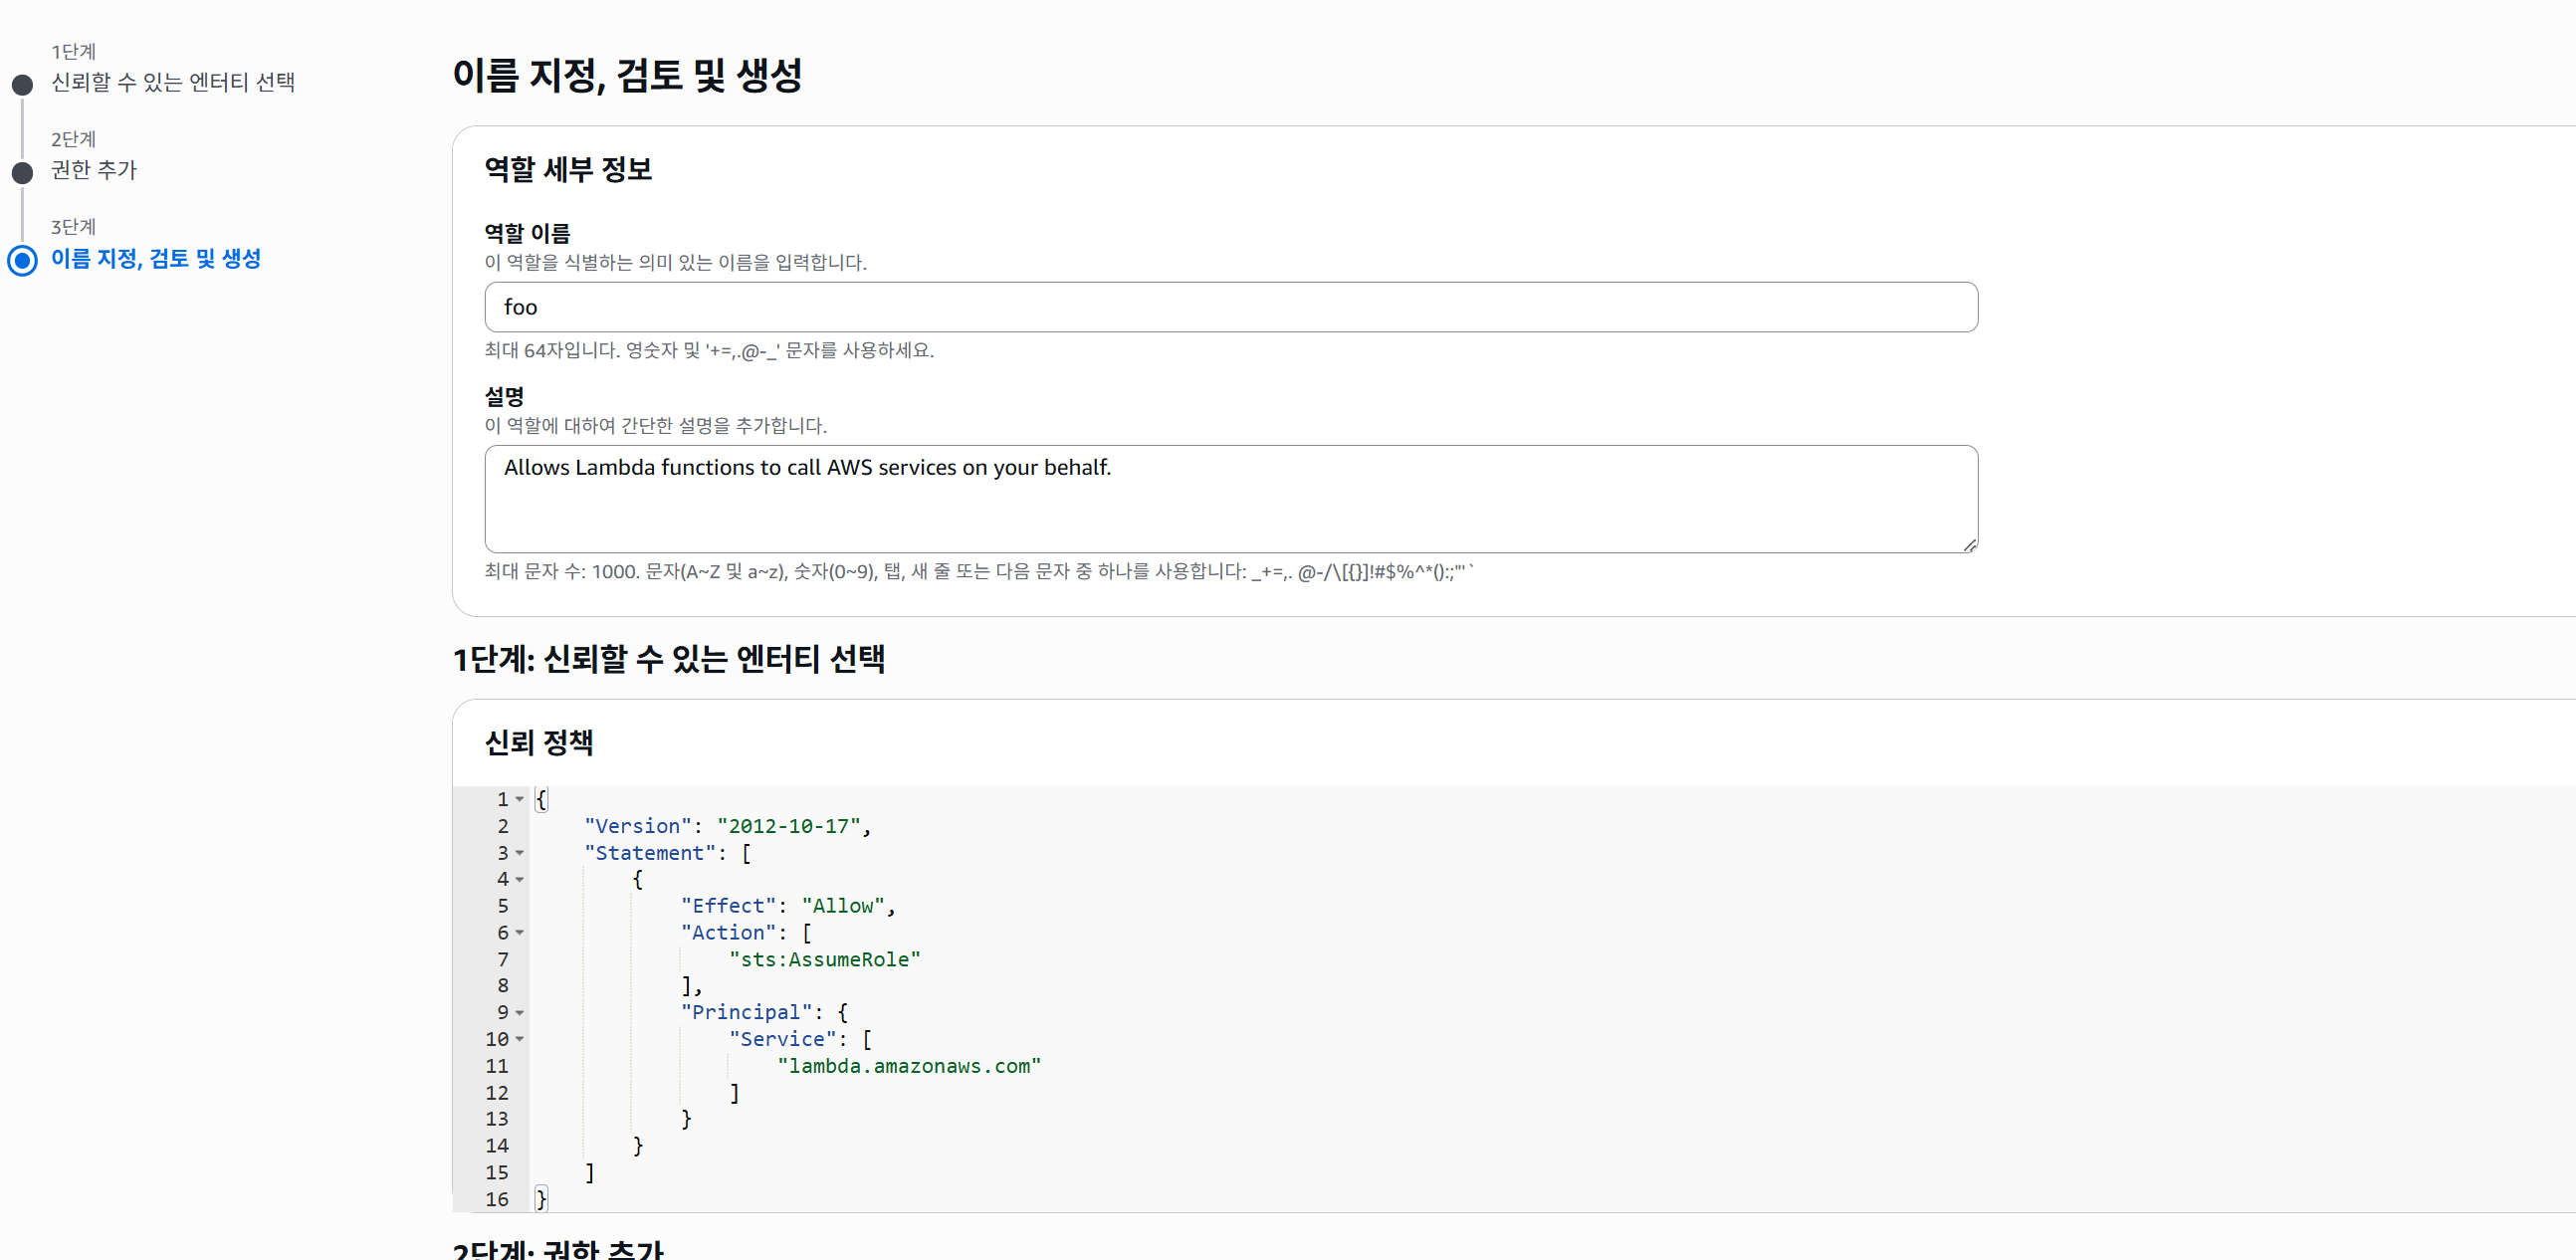 1단계
신뢰할 수 있는 엔터티 선택
2단계
권한 추가
3단계
이름 지정, 검토 및 생성
이름 지정, 검토 및 생성
역할 세부 정보
역할 이름
이 역할을 식별하는 의미 있는 이름을 입력합니다.
foo
최대 64자입니다. 영숫자 및 '+=,.@-_' 문자를 사용하세요.
설명
이 역할에 대하여 간단한 설명을 추가합니다.
Allows Lambda functions to call AWS services on your behalf.
최대 문자 수: 1000. 문자(A~Z 및 a~z), 숫자(0~9), 탭, 새 줄 또는 다음 문자 중 하나를 사용합니다: _+=,. @-/\[{}]!#$%^*();:"'`
1단계: 신뢰할 수 있는 엔터티 선택
신뢰 정책
1 {
2 "Version": "2012-10-17",
3 "Statement": [
4 {
5 "Effect": "Allow",
6 "Action": [
7 "sts:AssumeRole"
8 ],
9 "Principal": {
10 "Service": [
11 "lambda.amazonaws.com"
12 ]
13 }
14 }
15 ]
16 }
2단계: 권한 추가